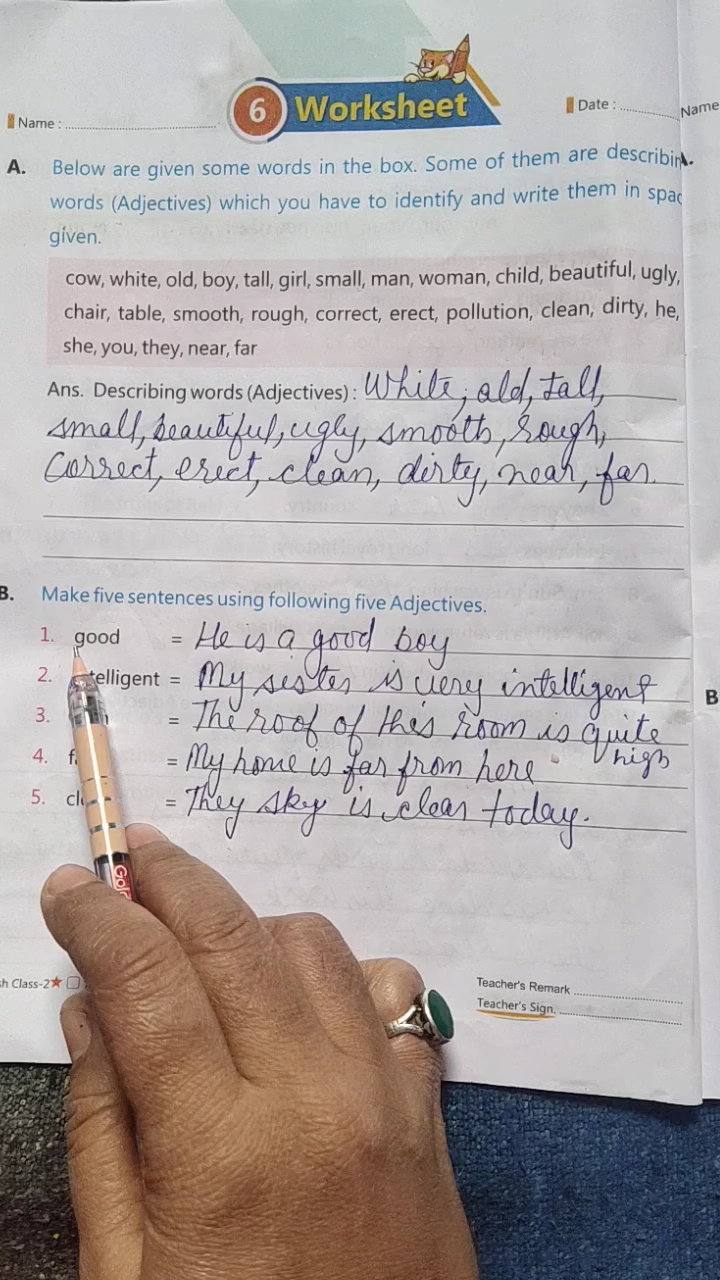 6 Worksheet
Name : Date : Name
A. Below are given some words in the box. Some of them are describin
words (Adjectives) which you have to identify and write them in spac
given.
cow, white, old, boy, tall, girl, small, man, woman, child, beautiful, ugly,
chair, table, smooth, rough, correct, erect, pollution, clean, dirty, he,
she, you, they, near, far
Ans. Describing words (Adjectives) : White, old, tall,
small, beautiful, ugly, smooth, rough,
Correct, erect, clean, dirty, near, far.
B. Make five sentences using following five Adjectives.
1. good = He is a good boy
2. telligent = My sister is very intelligent
3. = The roof of this room is quite
high
4. f = My home is far from here
5. cl = They sky is clear today.
B
h Class-2
Teacher's Remark
Teacher's Sign.
Gol